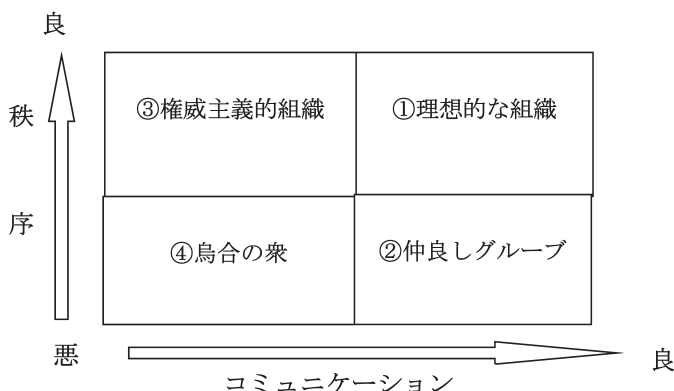 良
秩
序
③権威主義的組織
①理想的な組織
④烏合の衆
②仲良しグループ
悪
良
コミュニケーション